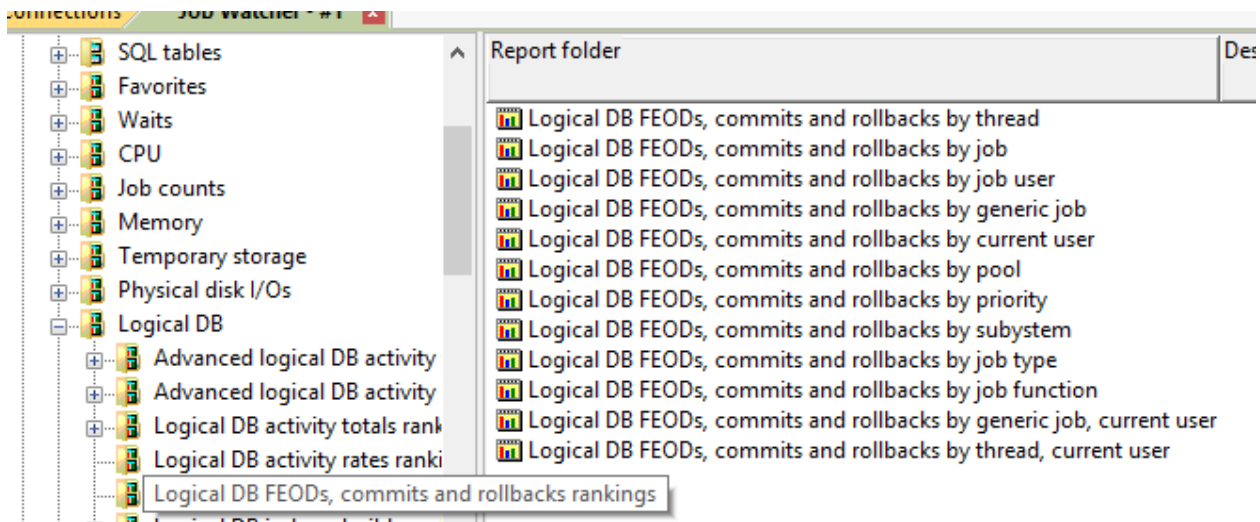 Connections
Job Watcher - #1
SQL tables
Favorites
Waits
CPU
Job counts
Memory
Temporary storage
Physical disk I/Os
Logical DB
Advanced logical DB activity
Advanced logical DB activity
Logical DB activity totals rank
Logical DB activity rates ranki
Logical DB FEODs, commits and rollbacks rankings
Report folder
Des
Logical DB FEODs, commits and rollbacks by thread
Logical DB FEODs, commits and rollbacks by job
Logical DB FEODs, commits and rollbacks by job user
Logical DB FEODs, commits and rollbacks by generic job
Logical DB FEODs, commits and rollbacks by current user
Logical DB FEODs, commits and rollbacks by pool
Logical DB FEODs, commits and rollbacks by priority
Logical DB FEODs, commits and rollbacks by subystem
Logical DB FEODs, commits and rollbacks by job type
Logical DB FEODs, commits and rollbacks by job function
Logical DB FEODs, commits and rollbacks by generic job, current user
Logical DB FEODs, commits and rollbacks by thread, current user